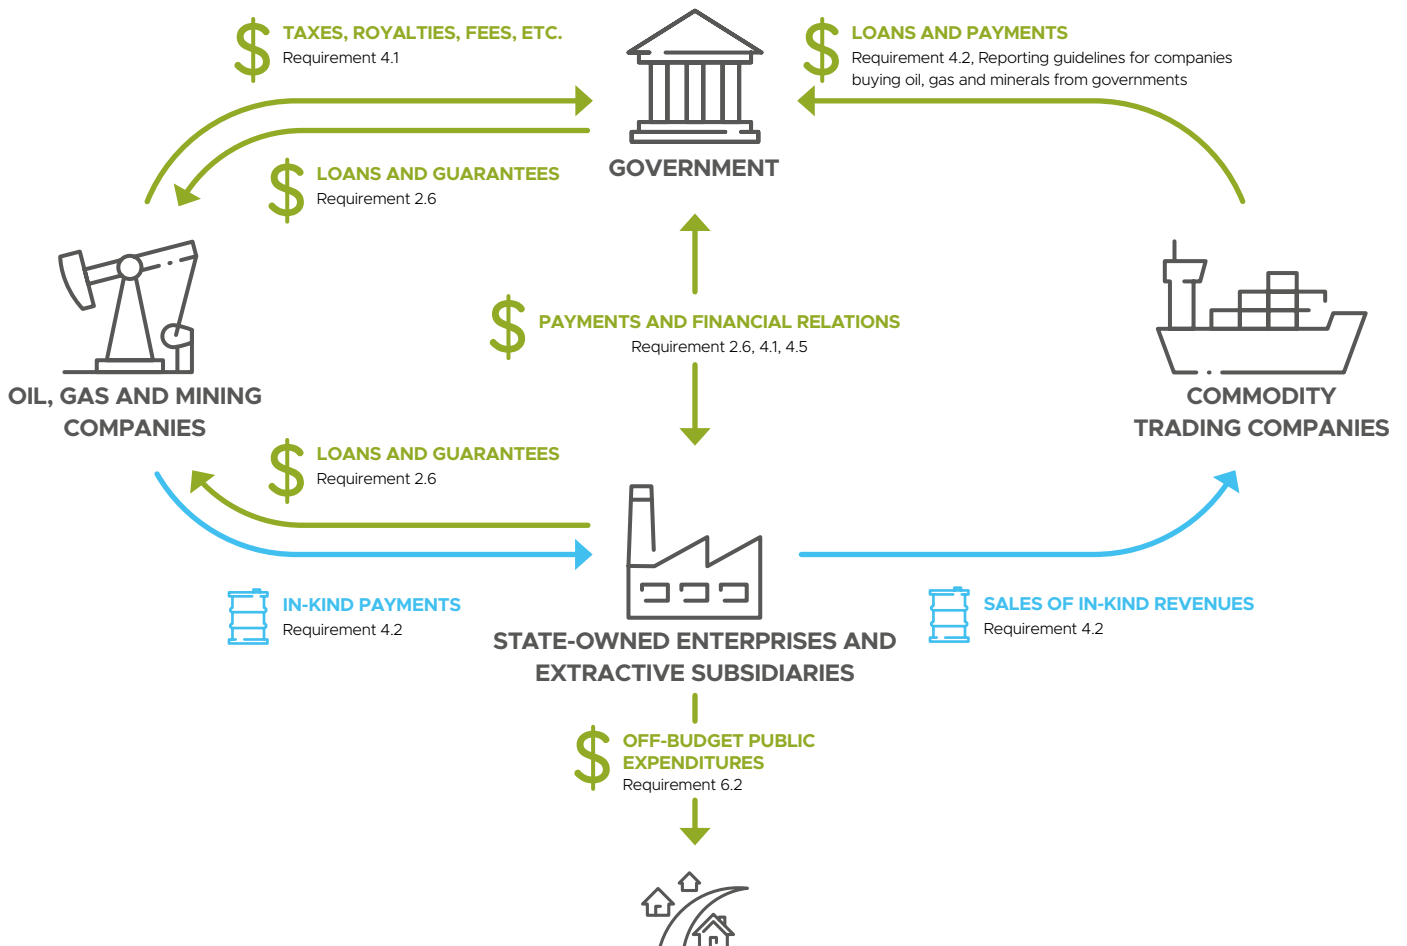 TAXES, ROYALTIES, FEES, ETC.
Requirement 4.1
LOANS AND PAYMENTS
Requirement 4.2, Reporting guidelines for companies
buying oil, gas and minerals from governments
GOVERNMENT
LOANS AND GUARANTEES
Requirement 2.6
PAYMENTS AND FINANCIAL RELATIONS
Requirement 2.6, 4.1, 4.5
OIL, GAS AND MINING
COMPANIES
COMMODITY
TRADING COMPANIES
LOANS AND GUARANTEES
Requirement 2.6
IN-KIND PAYMENTS
Requirement 4.2
SALES OF IN-KIND REVENUES
Requirement 4.2
STATE-OWNED ENTERPRISES AND
EXTRACTIVE SUBSIDIARIES
OFF-BUDGET PUBLIC
EXPENDITURES
Requirement 6.2